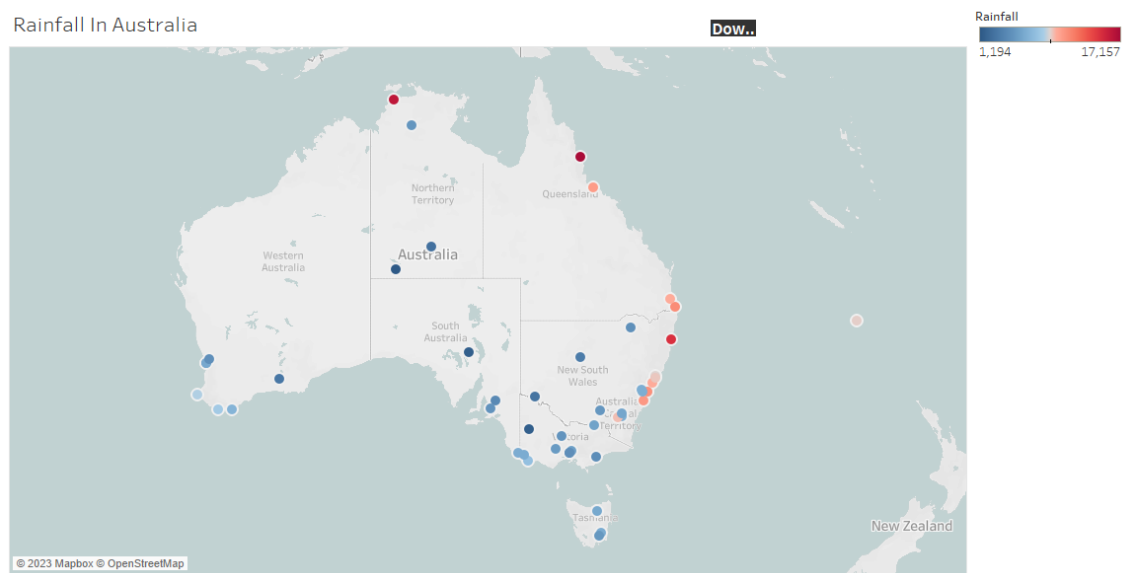 Rainfall In Australia
Dow..
Rainfall
1,194
17,157
Northern
Territory
Queensland
Western
Australia
Australia
South
Australia
New South
Wales
Territory
Tasmania
New Zealand
© 2023 Mapbox © OpenStreetMap